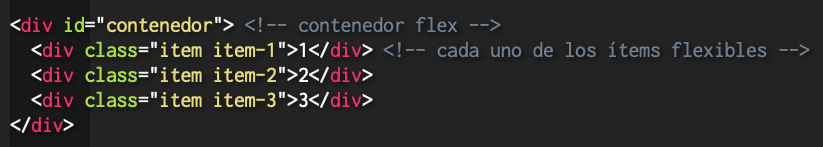 <div id="contenedor"> <!-- contenedor flex -->
  <div class="item item-1">1</div> <!-- cada uno de los ítems flexibles -->
  <div class="item item-2">2</div>
  <div class="item item-3">3</div>
</div>